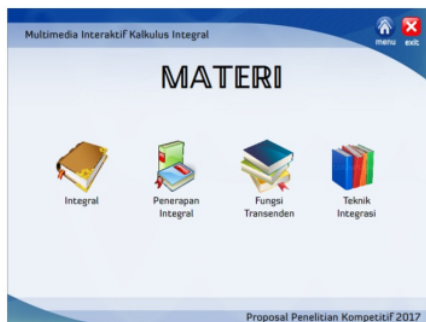 Multimedia Interaktif Kalkulus Integral
menu exit
MATERI
Integral
Penerapan
Integral
Fungsi
Transenden
Teknik
Integrasi
Proposal Penelitian Kompetitif 2017